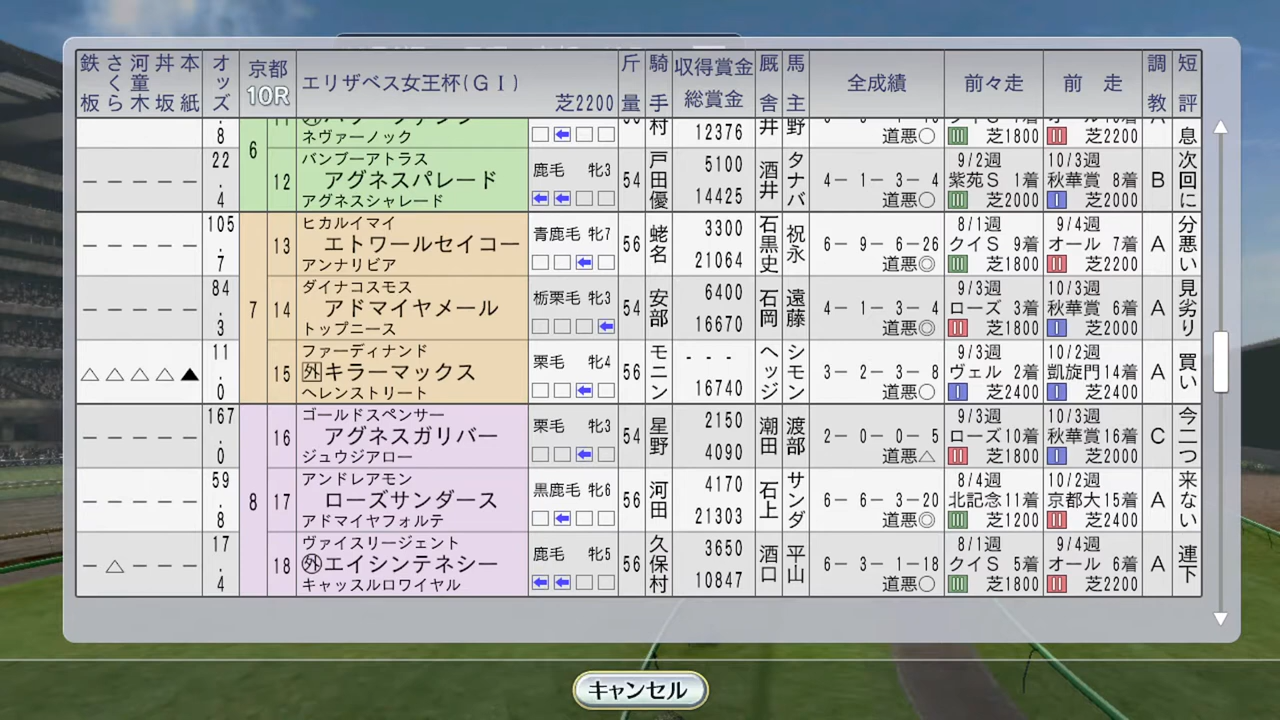 鉄板 さくら 河童木 丼坂 本紙 オッズ 京都10R エリザベス女王杯(GI) 芝2200 斤量 騎手 収得賞金 総賞金 厩舎 馬主 全成績 前々走 前走 調教 短評
.8 6 ネヴァーノック 村 12376 井 野 道悪○ III 芝1800 II 芝2200 息
22.4 12 バンブーアトラス 鹿毛 牝3 54 戸田優 5100 酒井 タナバ 9/2週 10/3週 次回に
― ― ― ― ― アグネスパレード 4-1-3-4 紫苑S 1着 秋華賞 8着 B
アグネスシャレード 14425 道悪○ III 芝2000 I 芝2000
105.7 7 13 ヒカルイマイ 青鹿毛 牝7 56 蛯名 3300 石黒史 祝永 8/1週 9/4週 分悪い
― ― ― ― ― エトワールセイコー 6-9-6-26 クイS 9着 オール 7着 A
アンナリビア 21064 道悪◎ III 芝1800 II 芝2200
84.3 14 ダイナコスモス 栃栗毛 牝3 54 安部 6400 石岡 遠藤 9/3週 10/3週 見劣り
― ― ― ― ― アドマイヤメール 4-1-3-4 ローズ 3着 秋華賞 6着 A
トップニース 16670 道悪◎ II 芝1800 I 芝2000
11.0 15 ファーディナンド 栗毛 牝4 56 モニン - - - ヘッジ シモン 9/3週 10/2週 買い
△ △ △ △ ▲ 外 キラーマックス 3-2-3-8 ヴェル 2着 凱旋門14着 A
ヘレンストリート 16740 道悪○ I 芝2400 I 芝2400
167.0 8 16 ゴールドスペンサー 栗毛 牝3 54 星野 2150 潮田 渡部 9/3週 10/3週 今二つ
― ― ― ― ― アグネスガリバー 2-0-0-5 ローズ10着 秋華賞16着 C
ジュウジアロー 4090 道悪△ II 芝1800 I 芝2000
59.8 17 アンドレアモン 黒鹿毛 牝6 56 河田 4170 石上 サンダ 8/4週 10/2週 来ない
― ― ― ― ― ローズサンダース 6-6-3-20 北記念11着 京都大15着 A
アドマイヤフォルテ 21303 道悪◎ III 芝1200 II 芝2400
17.4 18 ヴァイスリージェント 鹿毛 牝5 56 久保村 3650 酒口 平山 8/1週 9/4週 連下
― △ ― ― ― 外 エイシンテネシー 6-3-1-18 クイS 5着 オール 6着 A
キャッスルロワイヤル 10847 道悪○ III 芝1800 II 芝2200
キャンセル